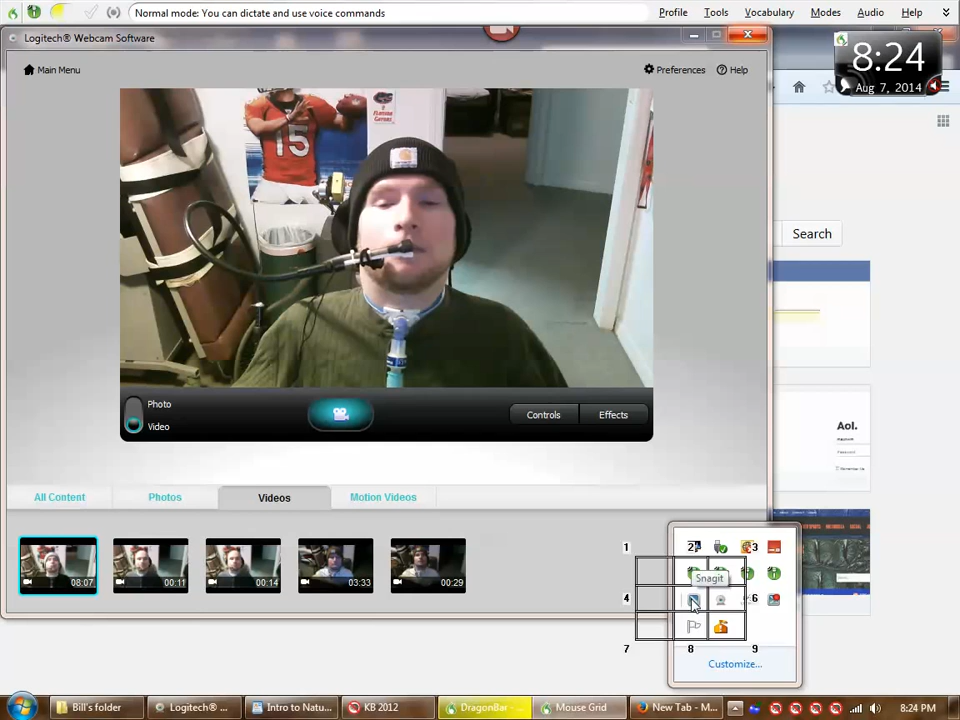 Normal mode: You can dictate and use voice commands
Profile
Tools
Vocabulary
Modes
Audio
Help
Logitech® Webcam Software
8:24
Aug 7, 2014
Main Menu
Preferences
Help
15
FLORIDA
GATORS
Search
Photo
Video
Controls
Effects
Aol.
All Content
Photos
Videos
Motion Videos
08:07
00:11
00:14
03:33
00:29
1
2
3
Snagit
4
6
7
8
9
Customize...
Bill's folder
Logitech® ...
Intro to Natu...
KB 2012
DragonBar - ...
Mouse Grid
New Tab - M...
8:24 PM